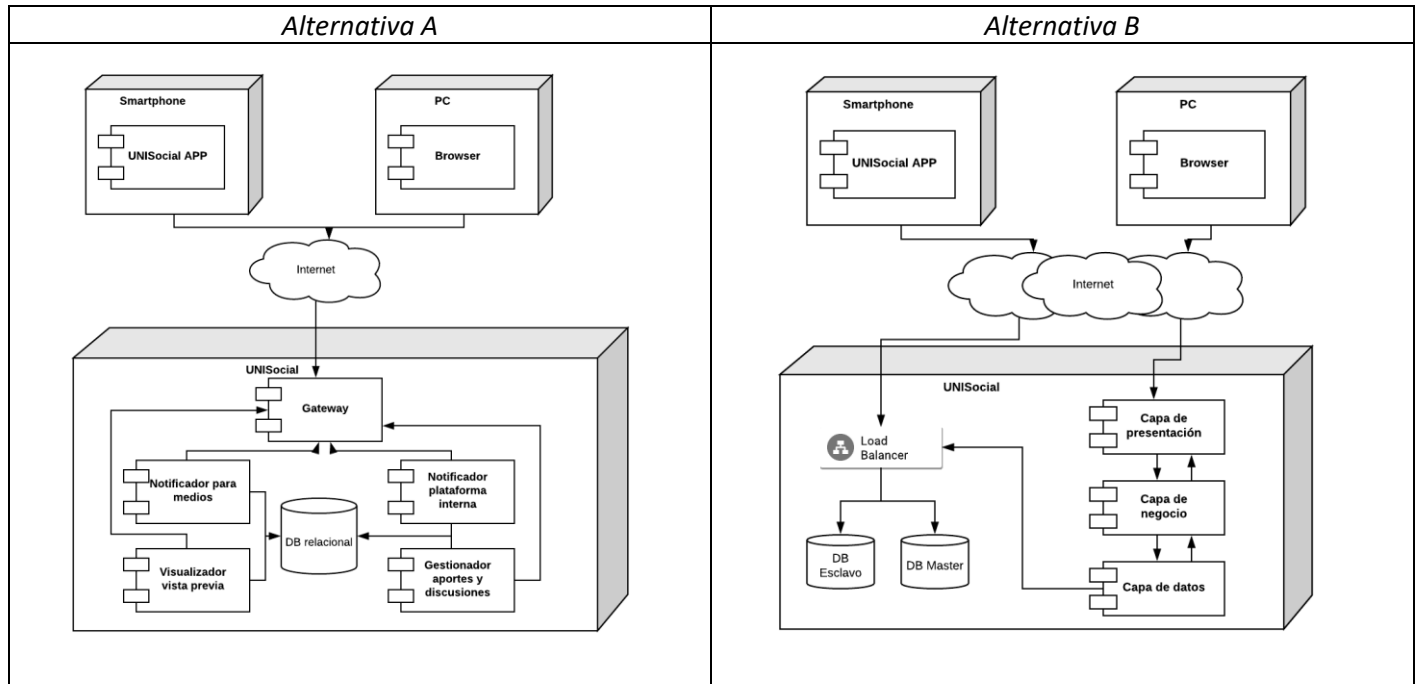 Alternativa A
Smartphone
UNISocial APP
PC
Browser
Internet
UNISocial
Gateway
Notificador para
medios
Notificador
plataforma
interna
DB relacional
Visualizador
vista previa
Gestionador
aportes y
discusiones
Alternativa B
Smartphone
UNISocial APP
PC
Browser
Internet
UNISocial
Capa de
presentación
Load
Balancer
Capa de
negocio
DB
Esclavo
DB Master
Capa de datos